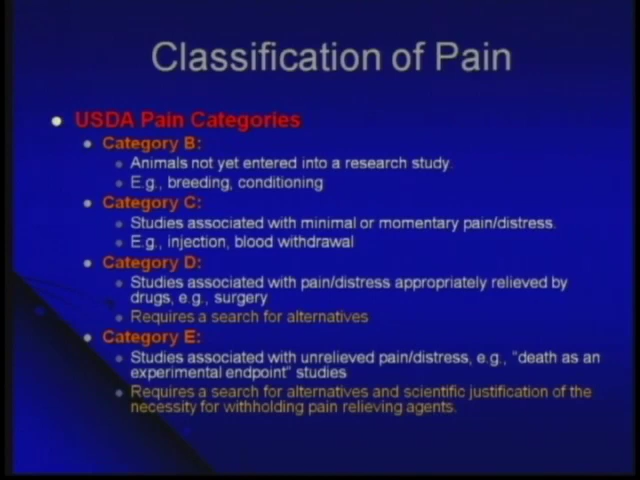 Classification of Pain
USDA Pain Categories
Category B:
Animals not yet entered into a research study.
E.g., breeding, conditioning
Category C:
Studies associated with minimal or momentary pain/distress.
E.g., injection, blood withdrawal
Category D:
Studies associated with pain/distress appropriately relieved by
drugs, e.g., surgery
Requires a search for alternatives
Category E:
Studies associated with unrelieved pain/distress, e.g., “death as an
experimental endpoint” studies
Requires a search for alternatives and scientific justification of the
necessity for withholding pain relieving agents.